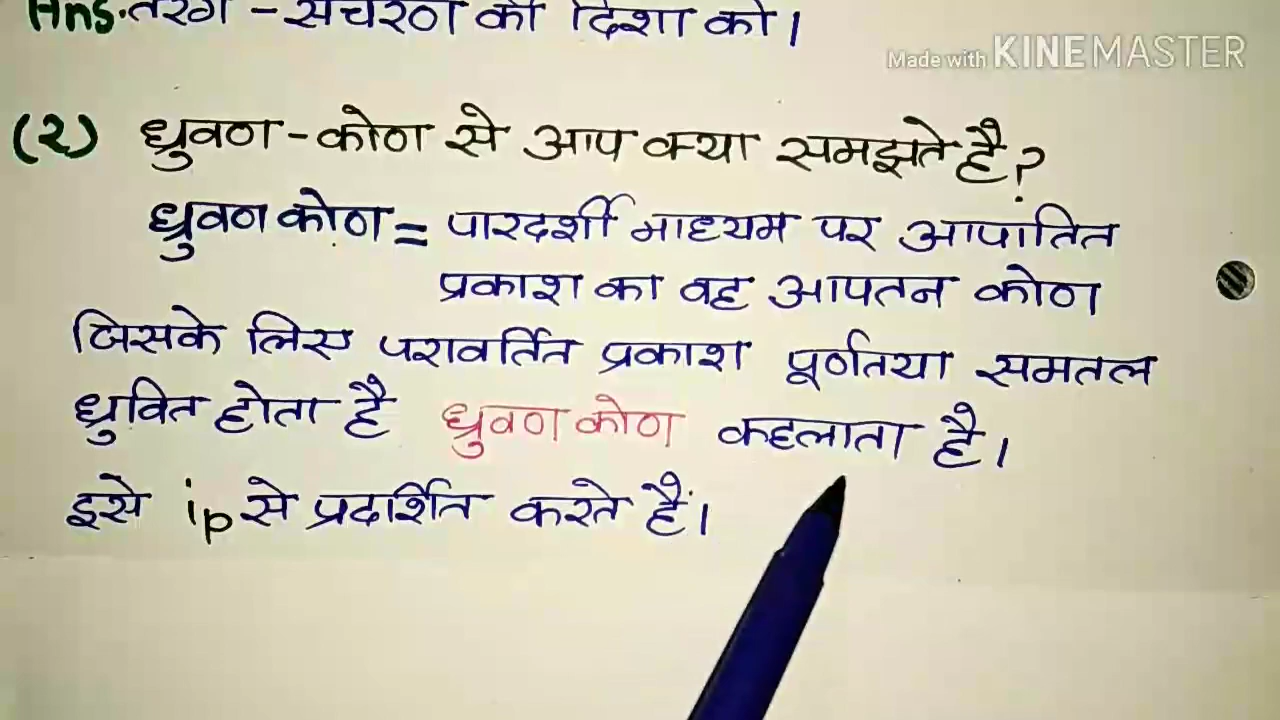 Ans. तरंग - संचरण की दिशा को।
Made with KINEMASTER
(2) ध्रुवण - कोण से आप क्या समझते है?
ध्रुवण कोण = पारदर्शी माध्यम पर आपातित
प्रकाश का वह आपतन कोण
जिसके लिए परावर्तित प्रकाश पूर्णतया समतल
ध्रुवित होता है ध्रुवण कोण कहलाता है।
इसे ip से प्रदर्शित करते हैं।